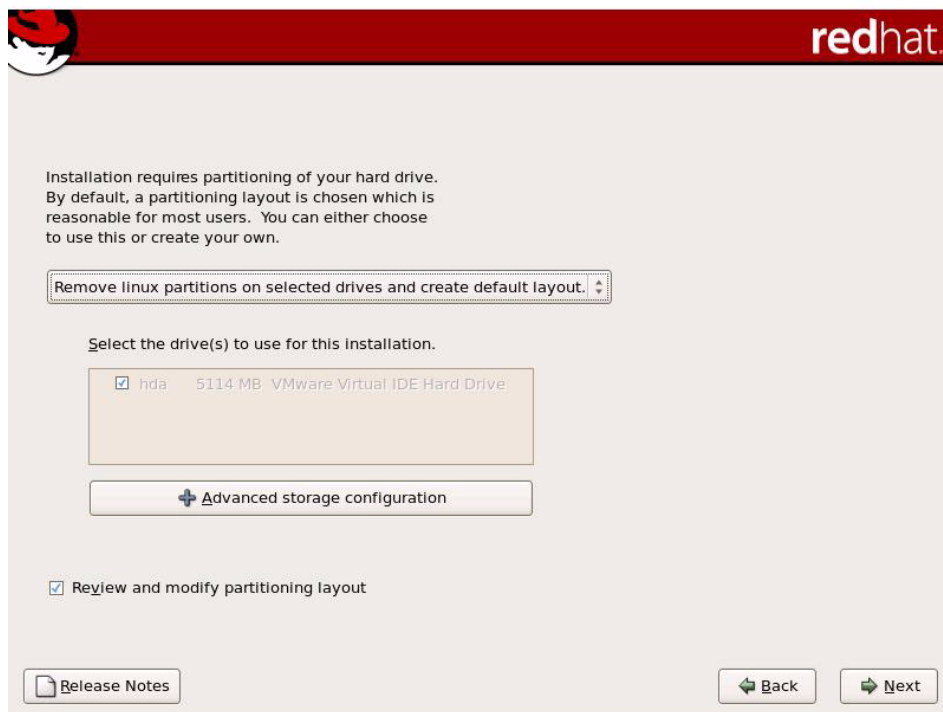 redhat.
Installation requires partitioning of your hard drive.
By default, a partitioning layout is chosen which is
reasonable for most users. You can either choose
to use this or create your own.
Remove linux partitions on selected drives and create default layout.
Select the drive(s) to use for this installation.
hda 5114 MB VMware Virtual IDE Hard Drive
Advanced storage configuration
Review and modify partitioning layout
Release Notes
Back
Next